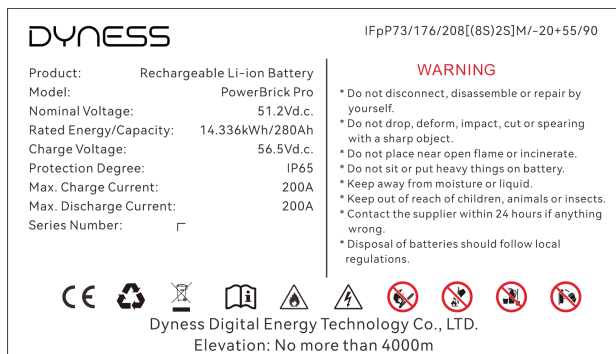 DYNESS
IFpP73/176/208[(8S)2S]M/-20+55/90
Product: Rechargeable Li-ion Battery
Model: PowerBrick Pro
Nominal Voltage: 51.2Vd.c.
Rated Energy/Capacity: 14.336kWh/280Ah
Charge Voltage: 56.5Vd.c.
Protection Degree: IP65
Max. Charge Current: 200A
Max. Discharge Current: 200A
Series Number:
WARNING
* Do not disconnect, disassemble or repair by
yourself.
* Do not drop, deform, impact, cut or spearing
with a sharp object.
* Do not place near open flame or incinerate.
* Do not sit or put heavy things on battery.
* Keep away from moisture or liquid.
* Keep out of reach of children, animals or insects.
* Contact the supplier within 24 hours if anything
wrong.
* Disposal of batteries should follow local
regulations.
CE
Dyness Digital Energy Technology Co., LTD.
Elevation: No more than 4000m